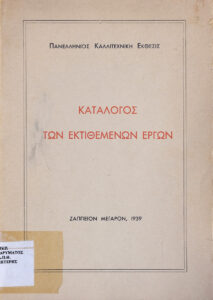 ΠΑΝΕΛΛΗΝΙΟΣ ΚΑΛΛΙΤΕΧΝΙΚΗ ΕΚΘΕΣΙΣ
ΚΑΤΑΛΟΓΟΣ
ΤΩΝ ΕΚΤΙΘΕΜΕΝΩΝ ΕΡΓΩΝ
ΖΑΠΠΕΙΟΝ ΜΕΓΑΡΟΝ, 1939